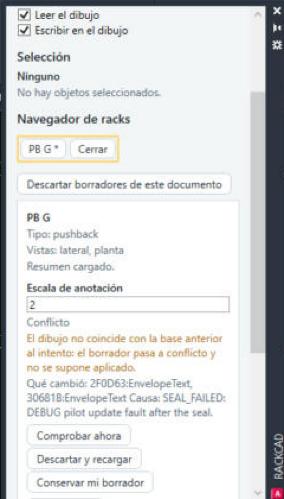 Leer el dibujo
Escribir en el dibujo
Selección
Ninguno
No hay objetos seleccionados.
Navegador de racks
PB G * Cerrar
Descartar borradores de este documento
PB G
Tipo: pushback
Vistas: lateral, planta
Resumen cargado.
Escala de anotación
2
Conflicto
El dibujo no coincide con la base anterior
al intento: el borrador pasa a conflicto y
no se supone aplicado.
Qué cambió: 2F0D63:EnvelopeText,
30681B:EnvelopeText Causa: SEAL_FAILED:
DEBUG pilot update fault after the seal.
Comprobar ahora
Descartar y recargar
Conservar mi borrador
RACKCAD